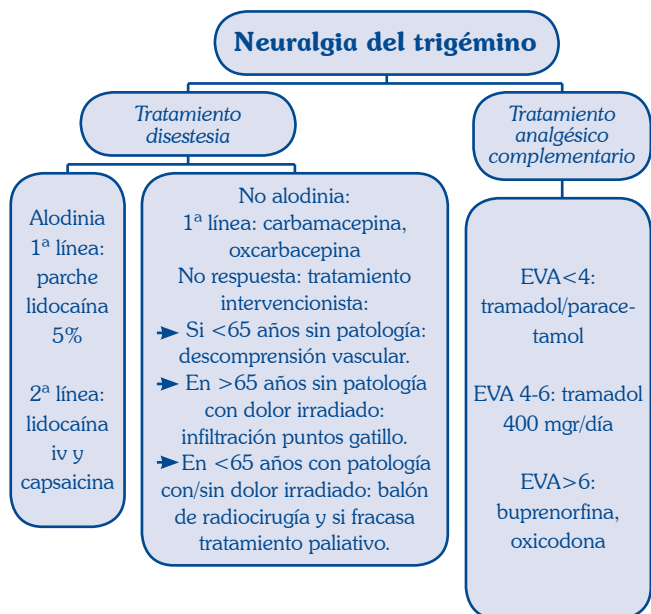 Neuralgia del trigémino
Tratamiento
disestesia
Tratamiento
analgésico
complementario
Alodinia
1ª línea:
parche
lidocaína
5%
2ª línea:
lidocaína
iv y
capsaicina
No alodinia:
1ª línea: carbamacepina,
oxcarbacepina
No respuesta: tratamiento
intervencionista:
Si <65 años sin patología:
descomprensión vascular.
En >65 años sin patología
con dolor irradiado:
infiltración puntos gatillo.
En <65 años con patología
con/sin dolor irradiado: balón
de radiocirugía y si fracasa
tratamiento paliativo.
EVA<4:
tramadol/parace-
tamol
EVA 4-6: tramadol
400 mgr/día
EVA>6:
buprenorfina,
oxicodona